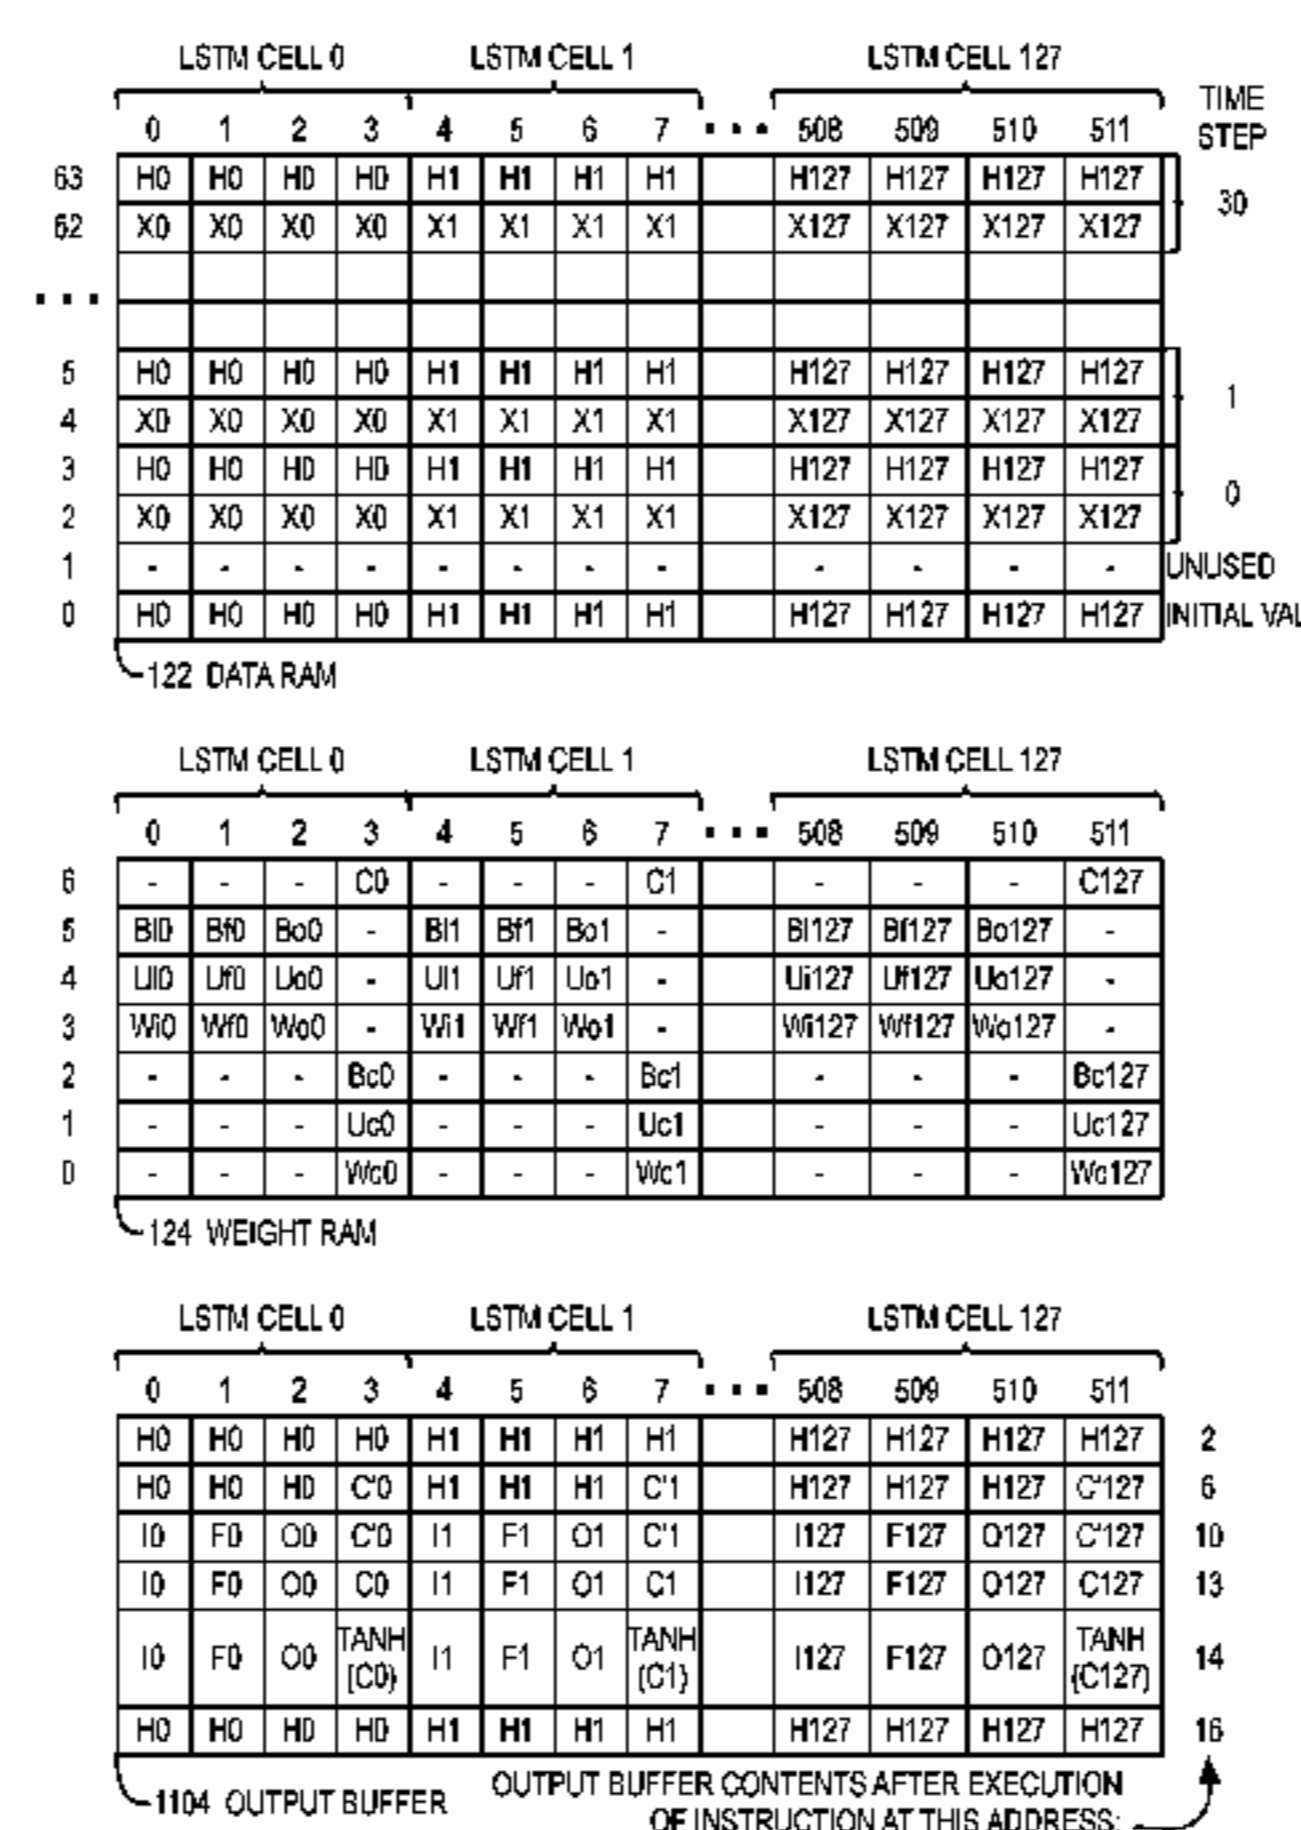 LSTM CELL 0 LSTM CELL 1 LSTM CELL 127
TIME STEP
0 1 2 3 4 5 6 7 • • • 508 509 510 511
63 H0 H0 H0 H0 H1 H1 H1 H1 H127 H127 H127 H127
30
62 X0 X0 X0 X0 X1 X1 X1 X1 X127 X127 X127 X127
• • •
5 H0 H0 H0 H0 H1 H1 H1 H1 H127 H127 H127 H127
1
4 X0 X0 X0 X0 X1 X1 X1 X1 X127 X127 X127 X127
3 H0 H0 H0 H0 H1 H1 H1 H1 H127 H127 H127 H127
0
2 X0 X0 X0 X0 X1 X1 X1 X1 X127 X127 X127 X127
1 - - - - - - - - - - - - UNUSED
0 H0 H0 H0 H0 H1 H1 H1 H1 H127 H127 H127 H127 INITIAL VAL
122 DATA RAM
LSTM CELL 0 LSTM CELL 1 LSTM CELL 127
0 1 2 3 4 5 6 7 • • • 508 509 510 511
6 - - - C0 - - - C1 - - - C127
5 Bi0 Bf0 Bo0 - Bi1 Bf1 Bo1 - Bi127 Bf127 Bo127 -
4 Ui0 Uf0 Uo0 - Ui1 Uf1 Uo1 - Ui127 Uf127 Uo127 -
3 Wi0 Wf0 Wo0 - Wi1 Wf1 Wo1 - Wi127 Wf127 Wo127 -
2 - - - Bc0 - - - Bc1 - - - Bc127
1 - - - Uc0 - - - Uc1 - - - Uc127
0 - - - Wc0 - - - Wc1 - - - Wc127
124 WEIGHT RAM
LSTM CELL 0 LSTM CELL 1 LSTM CELL 127
0 1 2 3 4 5 6 7 • • • 508 509 510 511
H0 H0 H0 H0 H1 H1 H1 H1 H127 H127 H127 H127 2
H0 H0 H0 C'0 H1 H1 H1 C'1 H127 H127 H127 C'127 6
I0 F0 O0 C'0 I1 F1 O1 C'1 I127 F127 O127 C'127 10
I0 F0 O0 C0 I1 F1 O1 C1 I127 F127 O127 C127 13
I0 F0 O0 TANH (C0) I1 F1 O1 TANH (C1) I127 F127 O127 TANH (C127) 14
H0 H0 H0 H0 H1 H1 H1 H1 H127 H127 H127 H127 16
1104 OUTPUT BUFFER
OUTPUT BUFFER CONTENTS AFTER EXECUTION
OF INSTRUCTION AT THIS ADDRESS: